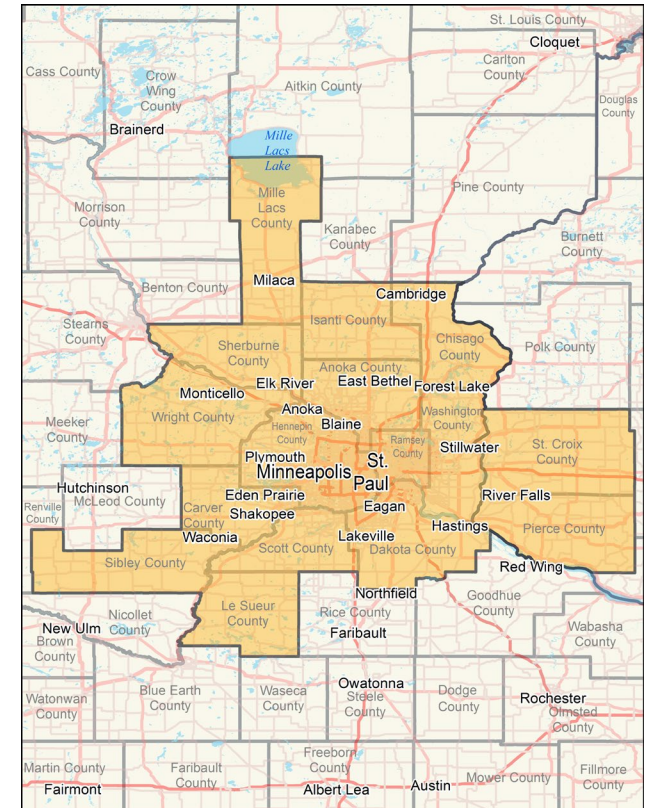 St. Louis County
Cloquet
Carlton
County
Cass County
Crow
Wing
County
Aitkin County
Douglas
County
Brainerd
Mille
Lacs
Lake
Pine County
Mille
Lacs
County
Morrison
County
Kanabec
County
Burnett
County
Milaca
Benton County
Cambridge
Isanti County
Stearns
County
Chisago
County
Polk County
Sherburne
County
Anoka County
East Bethel
Elk River
Forest Lake
Monticello
Anoka
Washington
County
Wright County
Hennepin
County
Blaine
Meeker
County
Ramsey
County
Stillwater
St. Croix
County
Plymouth
Minneapolis
St.
Paul
Hutchinson
McLeod County
Eden Prairie
River Falls
Renville
County
Carver
County
Shakopee
Eagan
Hastings
Pierce County
Waconia
Lakeville
Scott County
Dakota County
Sibley County
Red Wing
Northfield
Goodhue
County
Le Sueur
County
Rice County
Nicollet
County
New Ulm
Brown
County
Faribault
Wabasha
County
Owatonna
Steele
County
Watonwan
County
Blue Earth
County
Waseca
County
Dodge
County
Rochester
Olmsted
County
Freeborn
County
Martin County
Fairmont
Faribault
County
Albert Lea
Austin
Mower County
Fillmore
County